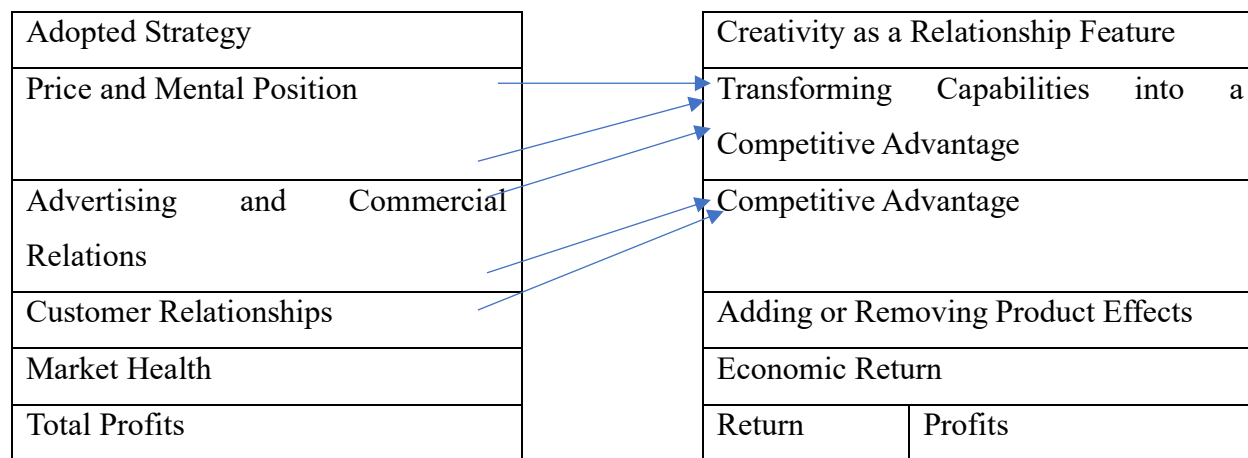 Adopted Strategy
Price and Mental Position
Advertising and Commercial
Relations
Customer Relationships
Market Health
Total Profits
Creativity as a Relationship Feature
Transforming Capabilities into a
Competitive Advantage
Competitive Advantage
Adding or Removing Product Effects
Economic Return
Return
Profits